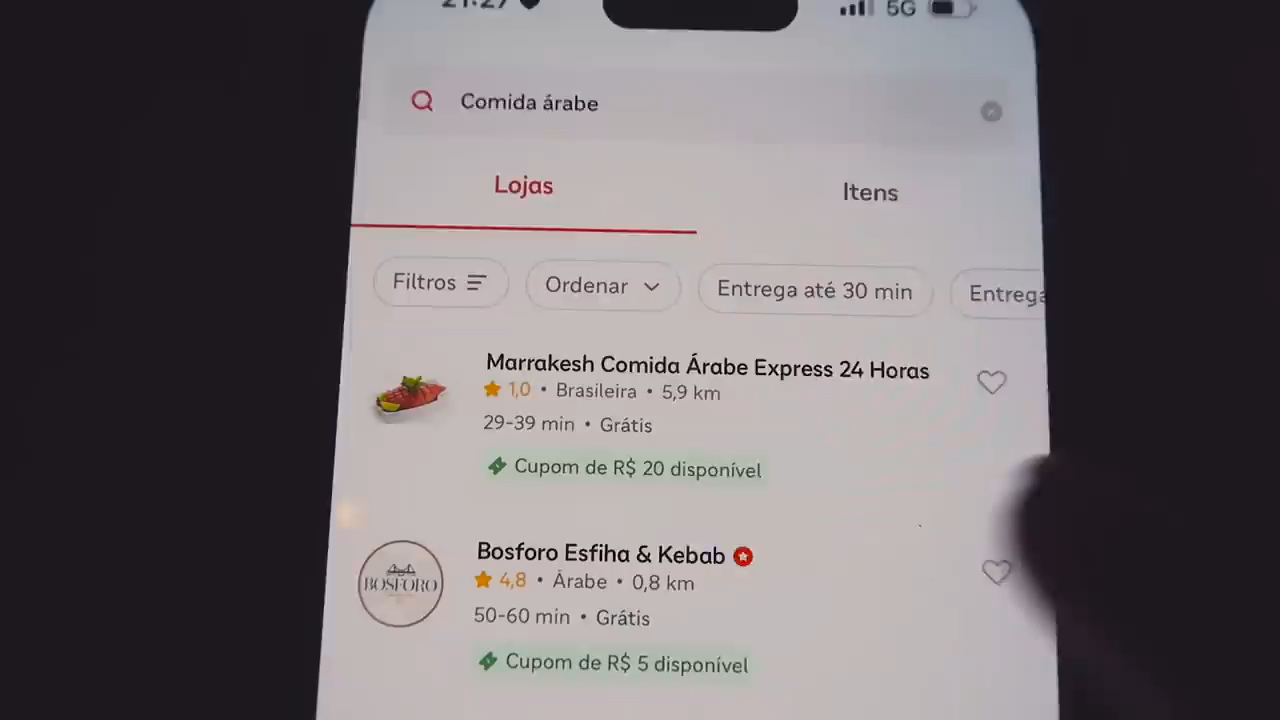 21:27
5G
Comida árabe
Lojas
Itens
Filtros
Ordenar
Entrega até 30 min
Entrega
Marrakesh Comida Árabe Express 24 Horas
1,0 • Brasileira • 5,9 km
29-39 min • Grátis
Cupom de R$ 20 disponível
BOSFORO
Bosforo Esfiha & Kebab
4,8 • Árabe • 0,8 km
50-60 min • Grátis
Cupom de R$ 5 disponível